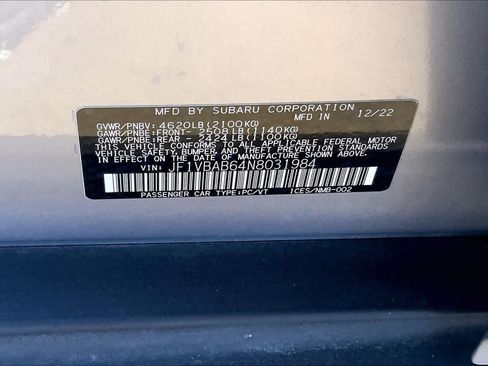 MFD BY SUBARU CORPORATION
MFD IN 12/22
GVWR/PNBV: 4620LB(2100KG)
GAWR/PNBE:FRONT- 2508LB(1140KG)
GAWR/PNBE:REAR - 2424LB(1100KG)
THIS VEHICLE CONFORMS TO ALL APPLICABLE FEDERAL MOTOR
VEHICLE SAFETY, BUMPER, AND THEFT PREVENTION STANDARDS
IN EFFECT ON THE DATE OF MANUFACTURE SHOWN ABOVE.
VIN: JF1VBAB64N8031984
PASSENGER CAR TYPE:PC/VT 1CES/NMB-002